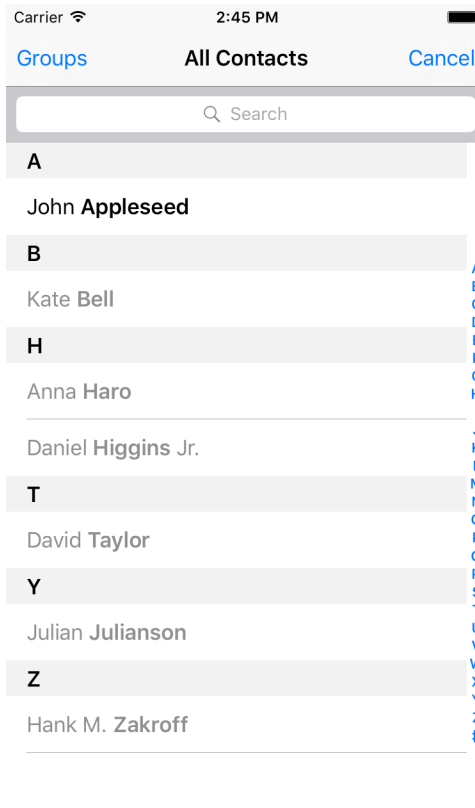 Carrier 2:45 PM
Groups All Contacts Cancel
Search
A
John Appleseed
B
Kate Bell
H
Anna Haro
Daniel Higgins Jr.
T
David Taylor
Y
Julian Julianson
Z
Hank M. Zakroff